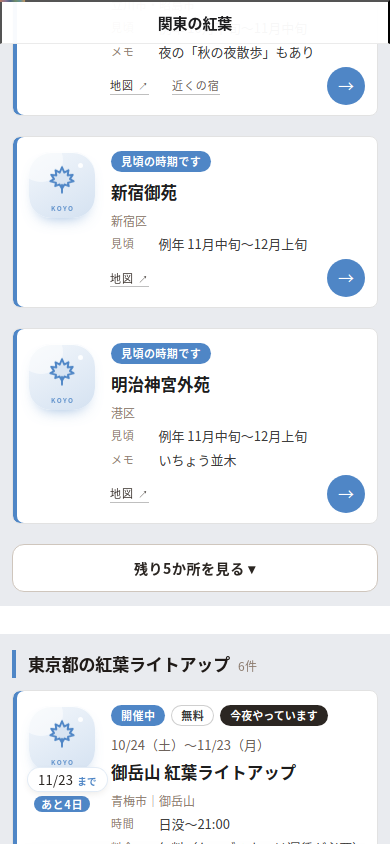 関東の紅葉
メモ 夜の「秋の夜散歩」もあり
地図 ↗ 近くの宿 →
見頃の時期です
KOYO
新宿御苑
新宿区
見頃 例年 11月中旬〜12月上旬
地図 ↗ →
見頃の時期です
KOYO
明治神宮外苑
港区
見頃 例年 11月中旬〜12月上旬
メモ いちょう並木
地図 ↗ →
残り5か所を見る ▾
東京都の紅葉ライトアップ 6件
開催中 無料 今夜やっています
KOYO
10/24（土）〜11/23（月）
11/23 まで
あと4日
御岳山 紅葉ライトアップ
青梅市｜御岳山
時間 日没〜21:00